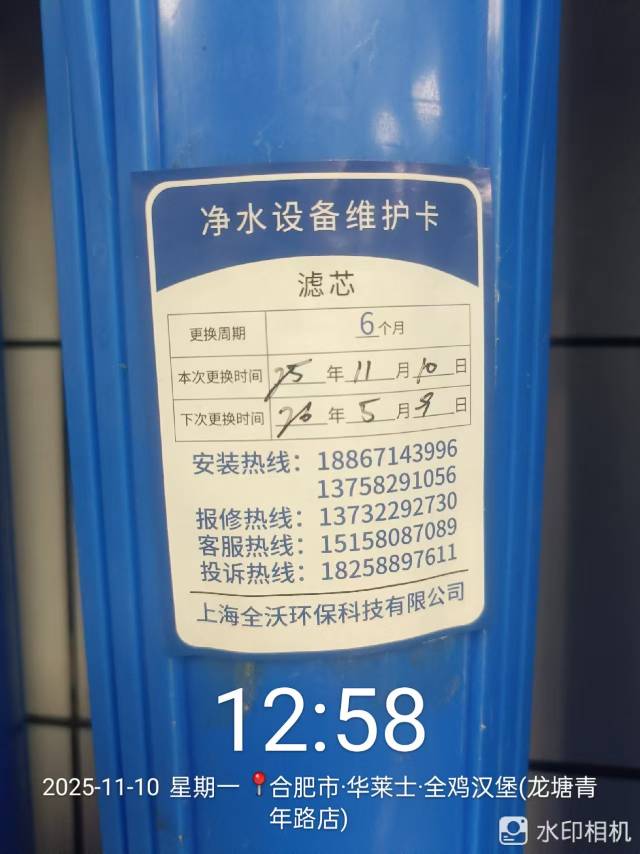 净水设备维护卡
滤芯
更换周期 6个月
本次更换时间 25年11月10日
下次更换时间 26年5月9日
安装热线：18867143996
13758291056
报修热线：13732292730
客服热线：15158087089
投诉热线：18258897611
上海全沃环保科技有限公司
12:58
2025-11-10 星期一 合肥市·华莱士·全鸡汉堡(龙塘青
年路店)
水印相机